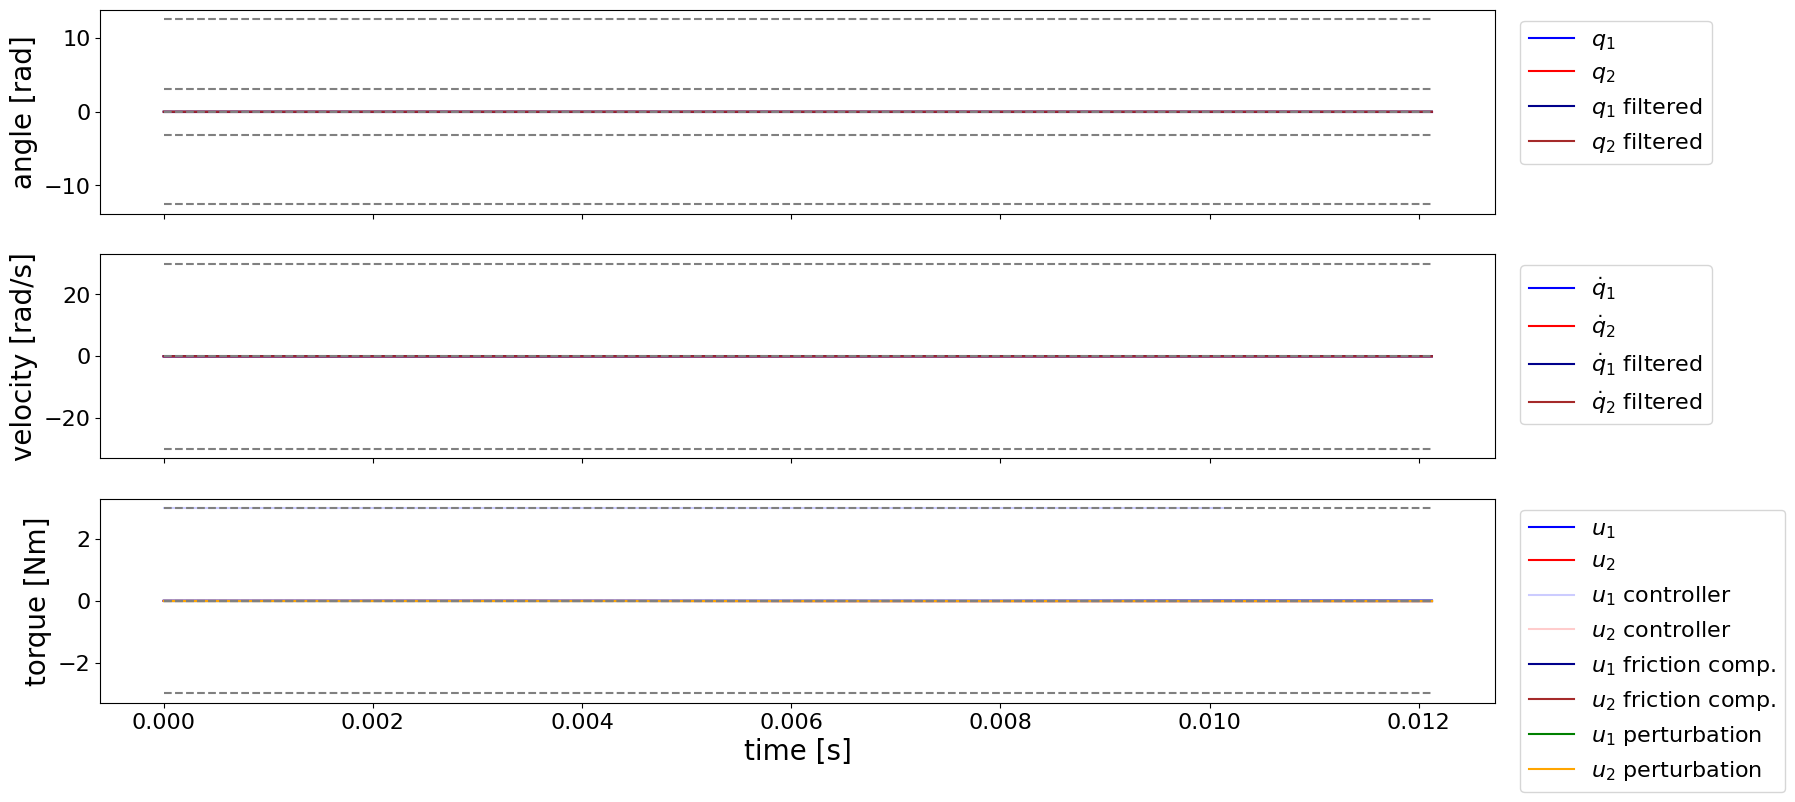 angle [rad]
10
0
−10
q₁
q₂
q₁ filtered
q₂ filtered
velocity [rad/s]
20
0
−20
q̇₁
q̇₂
q̇₁ filtered
q̇₂ filtered
torque [Nm]
2
0
−2
0.000 0.002 0.004 0.006 0.008 0.010 0.012
time [s]
u₁
u₂
u₁ controller
u₂ controller
u₁ friction comp.
u₂ friction comp.
u₁ perturbation
u₂ perturbation